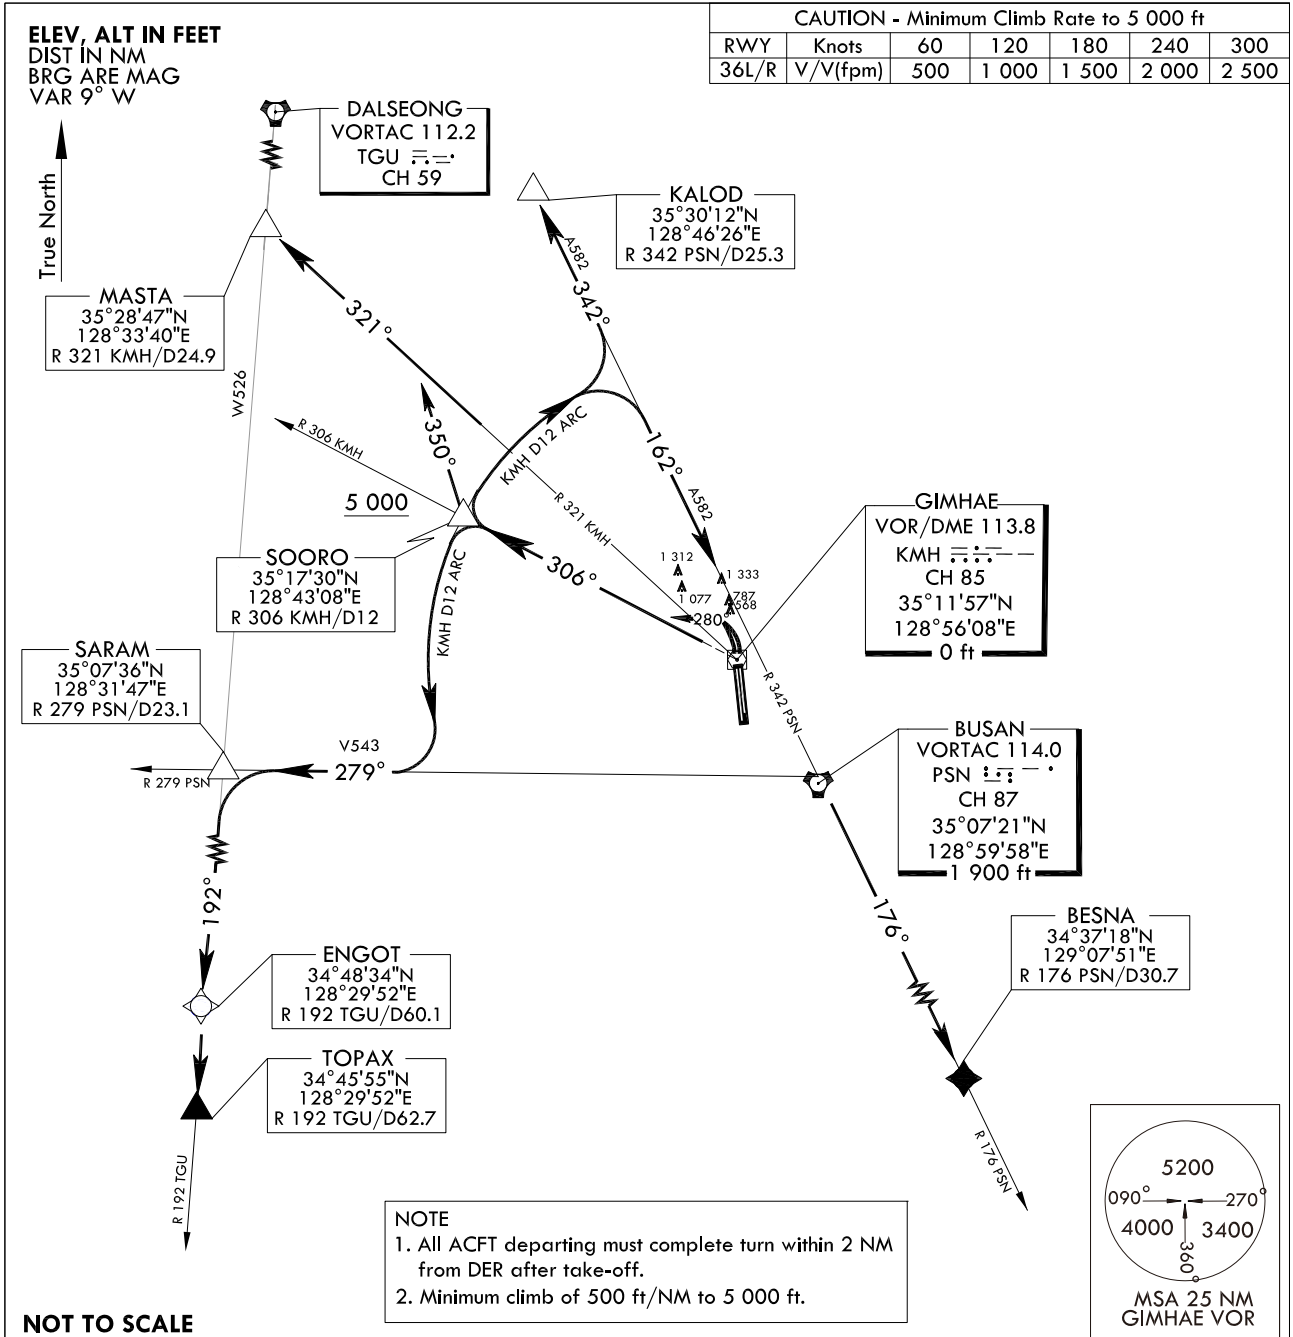 ELEV, ALT IN FEET
DIST IN NM
BRG ARE MAG
VAR 9° W
True North
CAUTION - Minimum Climb Rate to 5 000 ft
RWY Knots 60 120 180 240 300
36L/R V/V(fpm) 500 1 000 1 500 2 000 2 500
DALSEONG
VORTAC 112.2
TGU
CH 59
KALOD
35°30'12"N
128°46'26"E
R 342 PSN/D25.3
MASTA
35°28'47"N
128°33'40"E
R 321 KMH/D24.9
A582
342°
321°
W526
R 306 KMH
350°
KMH D12 ARC
162°
A582
R 321 KMH
5 000
SOORO
35°17'30"N
128°43'08"E
R 306 KMH/D12
306°
1 312
1 077
1 333
787
568
280°
GIMHAE
VOR/DME 113.8
KMH
CH 85
35°11'57"N
128°56'08"E
0 ft
KMH D12 ARC
SARAM
35°07'36"N
128°31'47"E
R 279 PSN/D23.1
R 342 PSN
V543
279°
R 279 PSN
BUSAN
VORTAC 114.0
PSN
CH 87
35°07'21"N
128°59'58"E
1 900 ft
192°
176°
ENGOT
34°48'34"N
128°29'52"E
R 192 TGU/D60.1
BESNA
34°37'18"N
129°07'51"E
R 176 PSN/D30.7
TOPAX
34°45'55"N
128°29'52"E
R 192 TGU/D62.7
R 192 TGU
R 176 PSN
NOTE
1. All ACFT departing must complete turn within 2 NM
from DER after take-off.
2. Minimum climb of 500 ft/NM to 5 000 ft.
5200
090° 270°
4000 3400
360°
MSA 25 NM
GIMHAE VOR
NOT TO SCALE